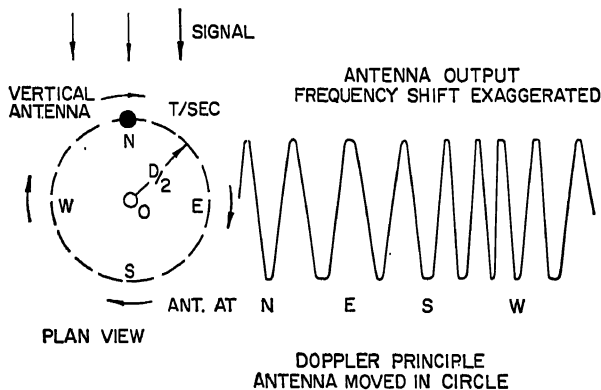 SIGNAL
VERTICAL
ANTENNA
T/SEC
N
D/2
W
O
E
S
ANT. AT N E S W
PLAN VIEW
ANTENNA OUTPUT
FREQUENCY SHIFT EXAGGERATED
DOPPLER PRINCIPLE
ANTENNA MOVED IN CIRCLE